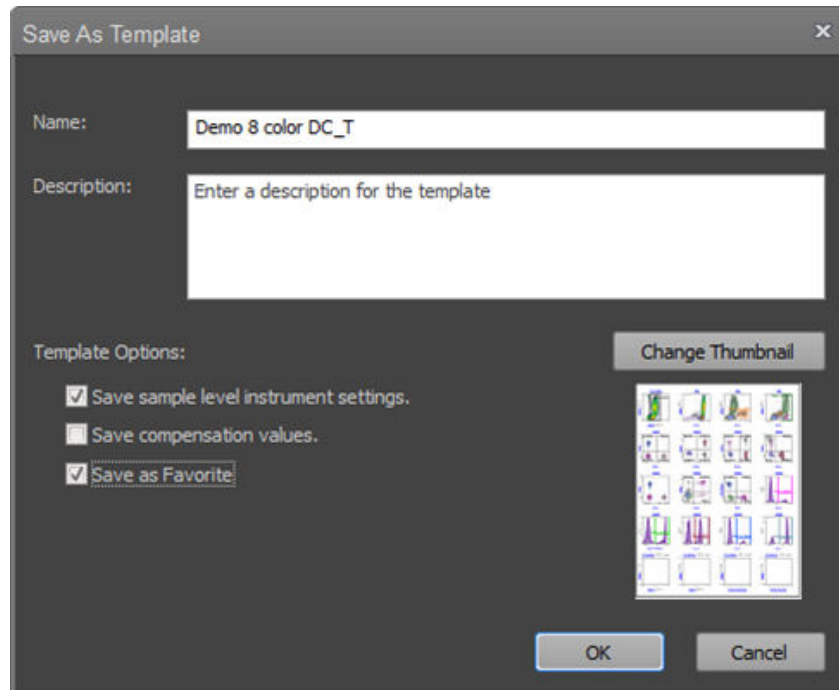 Save As Template
Name:
Demo 8 color DC_T
Description:
Enter a description for the template
Template Options:
Change Thumbnail
Save sample level instrument settings.
Save compensation values.
Save as Favorite
OK
Cancel